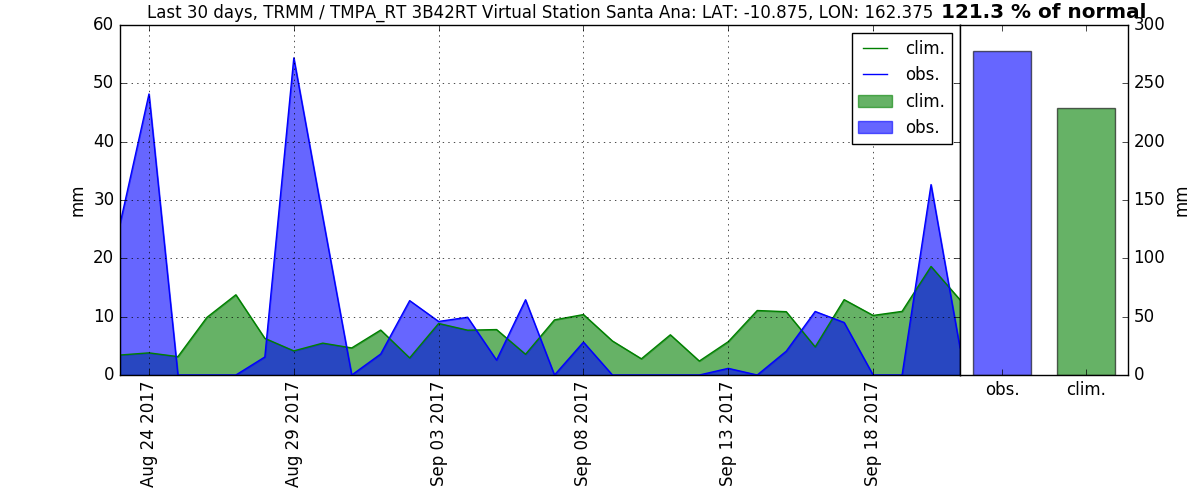 Last 30 days, TRMM / TMPA_RT 3B42RT Virtual Station Santa Ana: LAT: -10.875, LON: 162.375 121.3 % of normal
60
50
40
30
20
10
0
mm
clim.
obs.
clim.
obs.
300
250
200
150
100
50
0
mm
obs. clim.
Aug 24 2017 Aug 29 2017 Sep 03 2017 Sep 08 2017 Sep 13 2017 Sep 18 2017